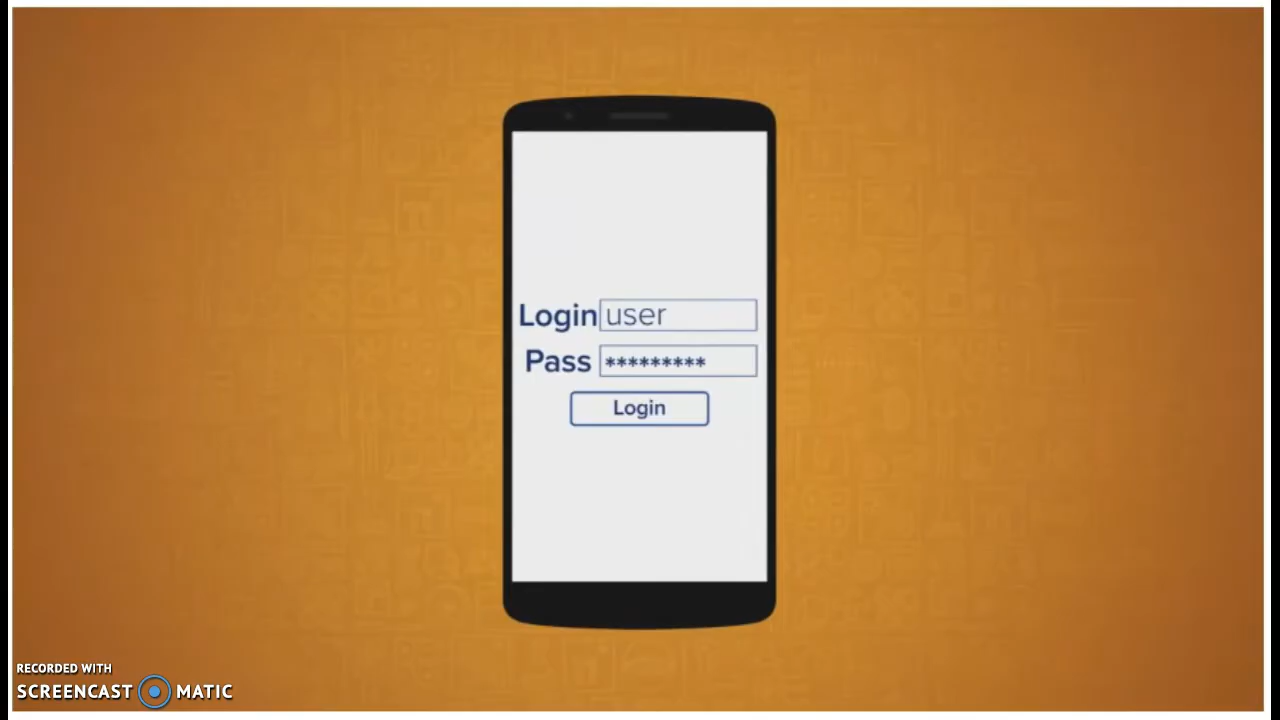 Login user
Pass *********
Login
RECORDED WITH
SCREENCAST MATIC